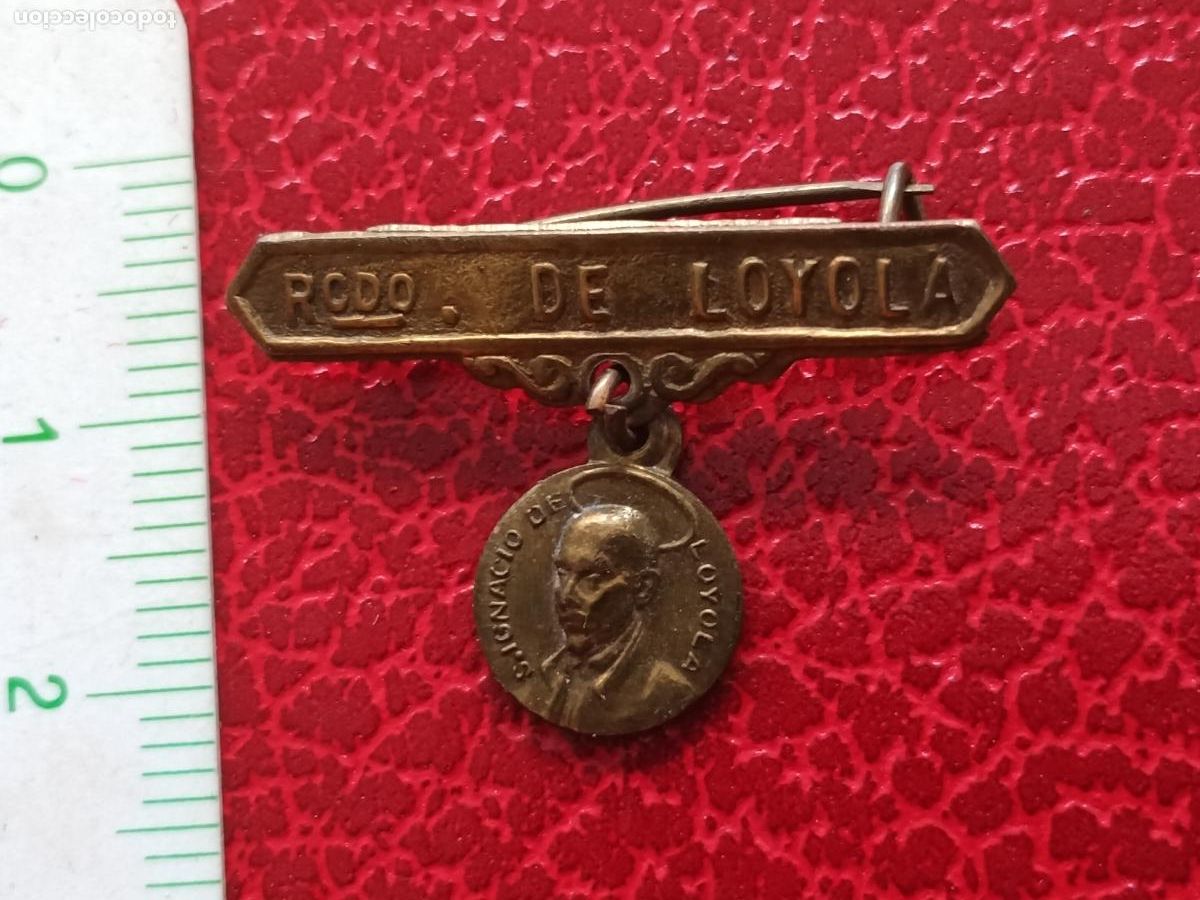 todocoleccion
0
1
2
RCDO. DE LOYOLA
S.IGNACIO DE LOYOLA